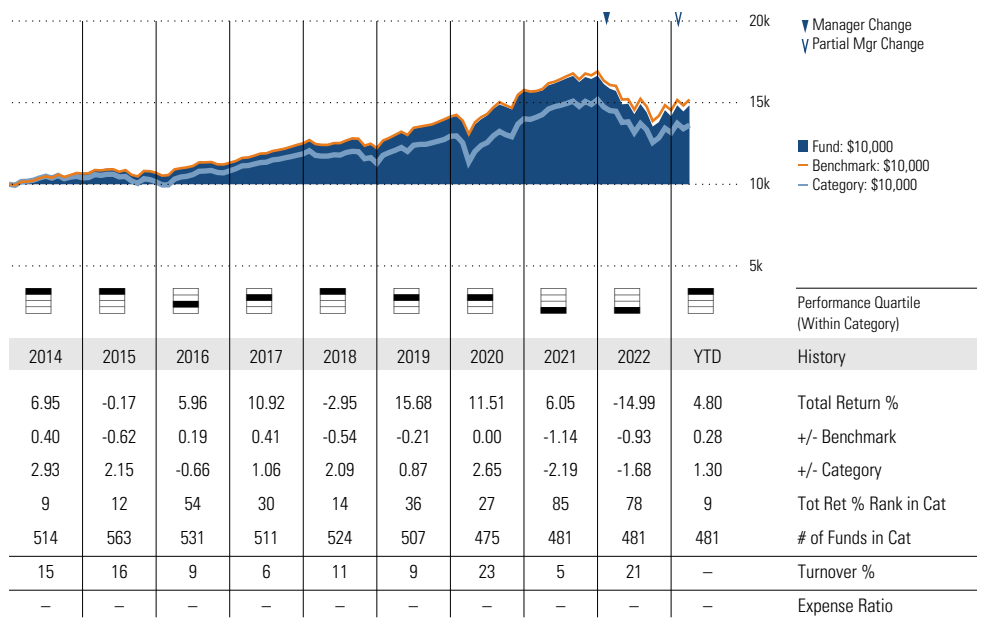 20k
▼ Manager Change
V Partial Mgr Change
15k
Fund: $10,000
Benchmark: $10,000
Category: $10,000
10k
5k
Performance Quartile
(Within Category)
2014 2015 2016 2017 2018 2019 2020 2021 2022 YTD History
6.95 -0.17 5.96 10.92 -2.95 15.68 11.51 6.05 -14.99 4.80 Total Return %
0.40 -0.62 0.19 0.41 -0.54 -0.21 0.00 -1.14 -0.93 0.28 +/- Benchmark
2.93 2.15 -0.66 1.06 2.09 0.87 2.65 -2.19 -1.68 1.30 +/- Category
9 12 54 30 14 36 27 85 78 9 Tot Ret % Rank in Cat
514 563 531 511 524 507 475 481 481 481 # of Funds in Cat
15 16 9 6 11 9 23 5 21 – Turnover %
– – – – – – – – – – Expense Ratio